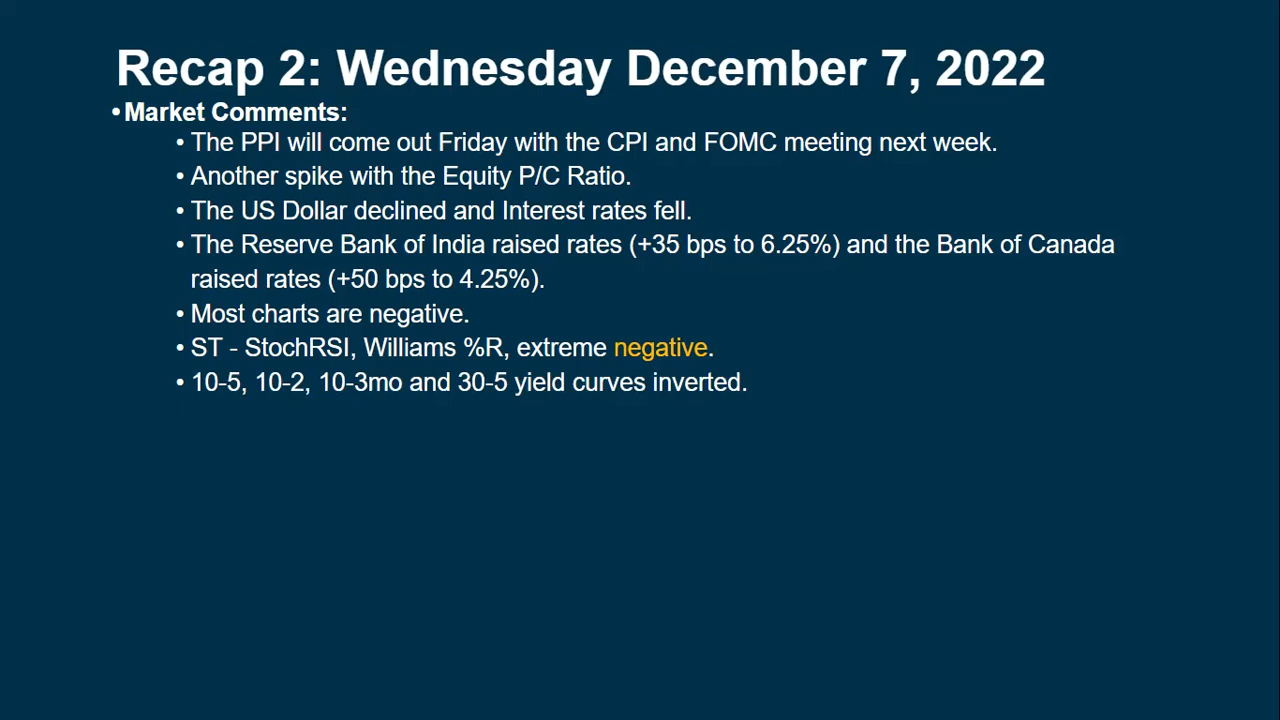 Recap 2: Wednesday December 7, 2022
•Market Comments:
• The PPI will come out Friday with the CPI and FOMC meeting next week.
• Another spike with the Equity P/C Ratio.
• The US Dollar declined and Interest rates fell.
• The Reserve Bank of India raised rates (+35 bps to 6.25%) and the Bank of Canada
raised rates (+50 bps to 4.25%).
• Most charts are negative.
• ST - StochRSI, Williams %R, extreme negative.
• 10-5, 10-2, 10-3mo and 30-5 yield curves inverted.